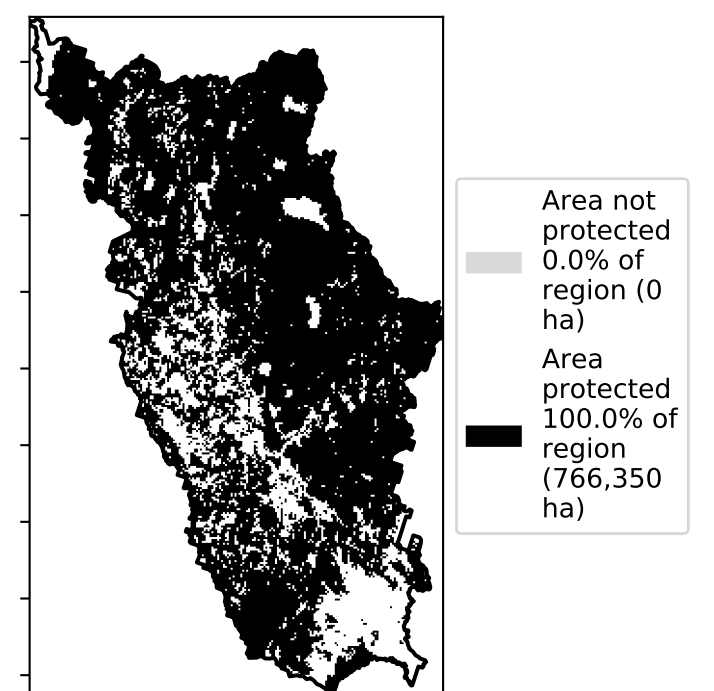 Area not
protected
0.0% of
region (0
ha)
Area
protected
100.0% of
region
(766,350
ha)